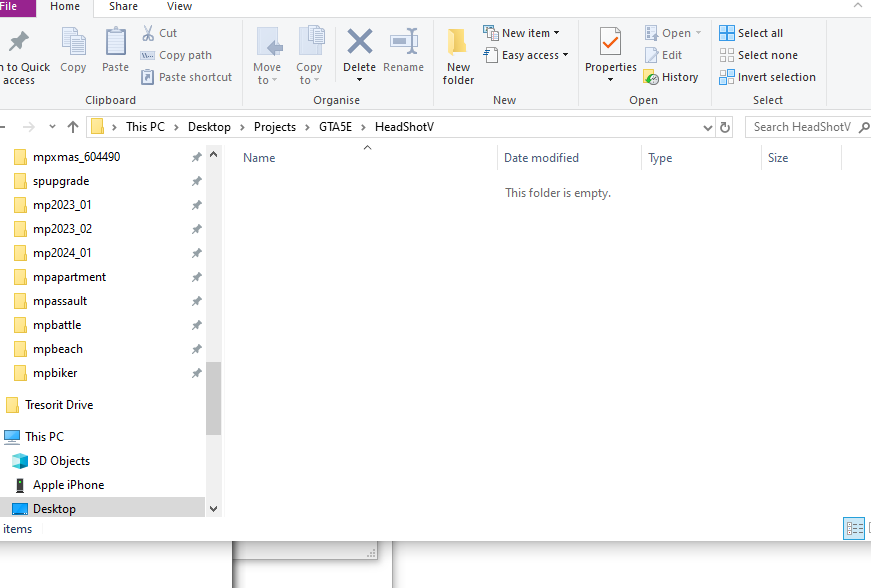 File Home Share View
Cut
Copy path
Paste shortcut
n to Quick access
Copy
Paste
Clipboard
Move to
Copy to
Delete
Rename
Organise
New folder
New item
Easy access
New
Properties
Open
Edit
History
Open
Select all
Select none
Invert selection
Select
This PC > Desktop > Projects > GTA5E > HeadShotV
Search HeadShotV
mpxmas_604490
spupgrade
mp2023_01
mp2023_02
mp2024_01
mpapartment
mpassault
mpbattle
mpbeach
mpbiker
Tresorit Drive
This PC
3D Objects
Apple iPhone
Desktop
Name Date modified Type Size
This folder is empty.
items